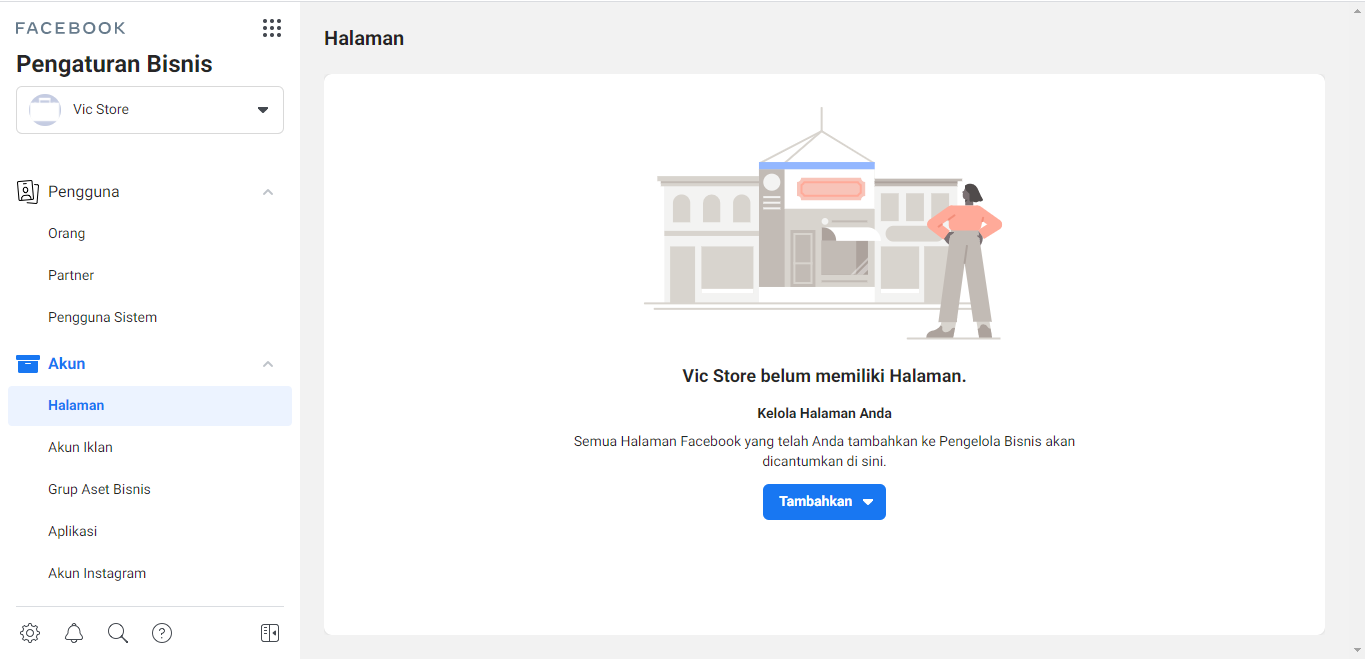 FACEBOOK
Pengaturan Bisnis
Vic Store
Pengguna
Orang
Partner
Pengguna Sistem
Akun
Halaman
Akun Iklan
Grup Aset Bisnis
Aplikasi
Akun Instagram
Halaman
Vic Store belum memiliki Halaman.
Kelola Halaman Anda
Semua Halaman Facebook yang telah Anda tambahkan ke Pengelola Bisnis akan
dicantumkan di sini.
Tambahkan